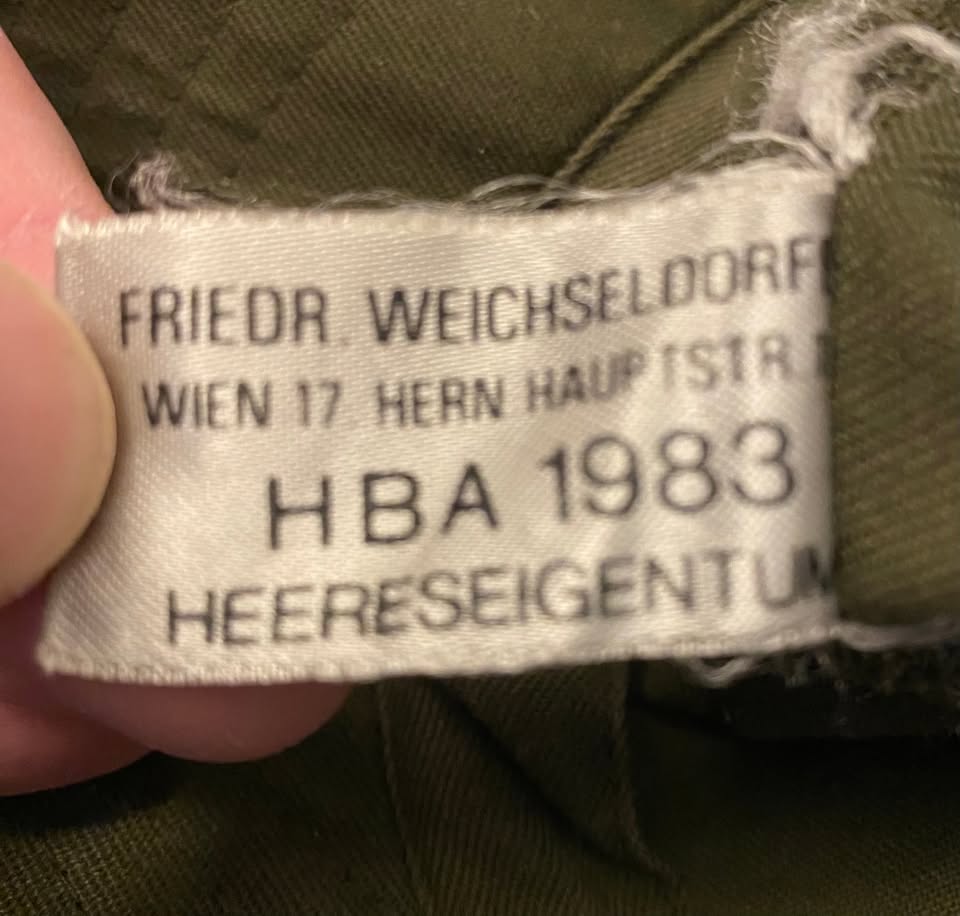 FRIEDR. WEICHSELDORF
WIEN 17. HERN HAUPTSTR.
HBA 1983
HEERESEIGENTUM